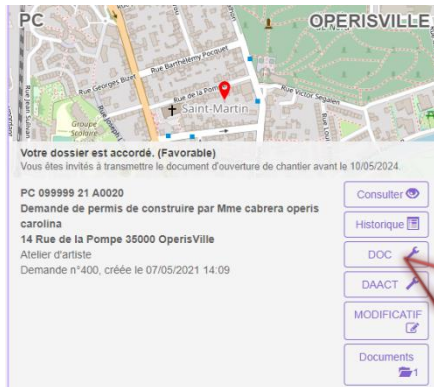 PC
OPERISVILLE
Rue Barthélemy Pocquet
Rue Georges Bizet
Rue de la Pom
Rue Victor Segalen
Saint-Martin
Groupe
Scolaire
Votre dossier est accordé. (Favorable)
Vous êtes invités à transmettre le document d'ouverture de chantier avant le 10/05/2024.
PC 099999 21 A0020
Demande de permis de construire par Mme cabrera operis
carolina
14 Rue de la Pompe 35000 OperisVille
Atelier d'artiste
Demande n°400, créée le 07/05/2021 14:09
Consulter
Historique
DOC
DAACT
MODIFICATIF
Documents
1